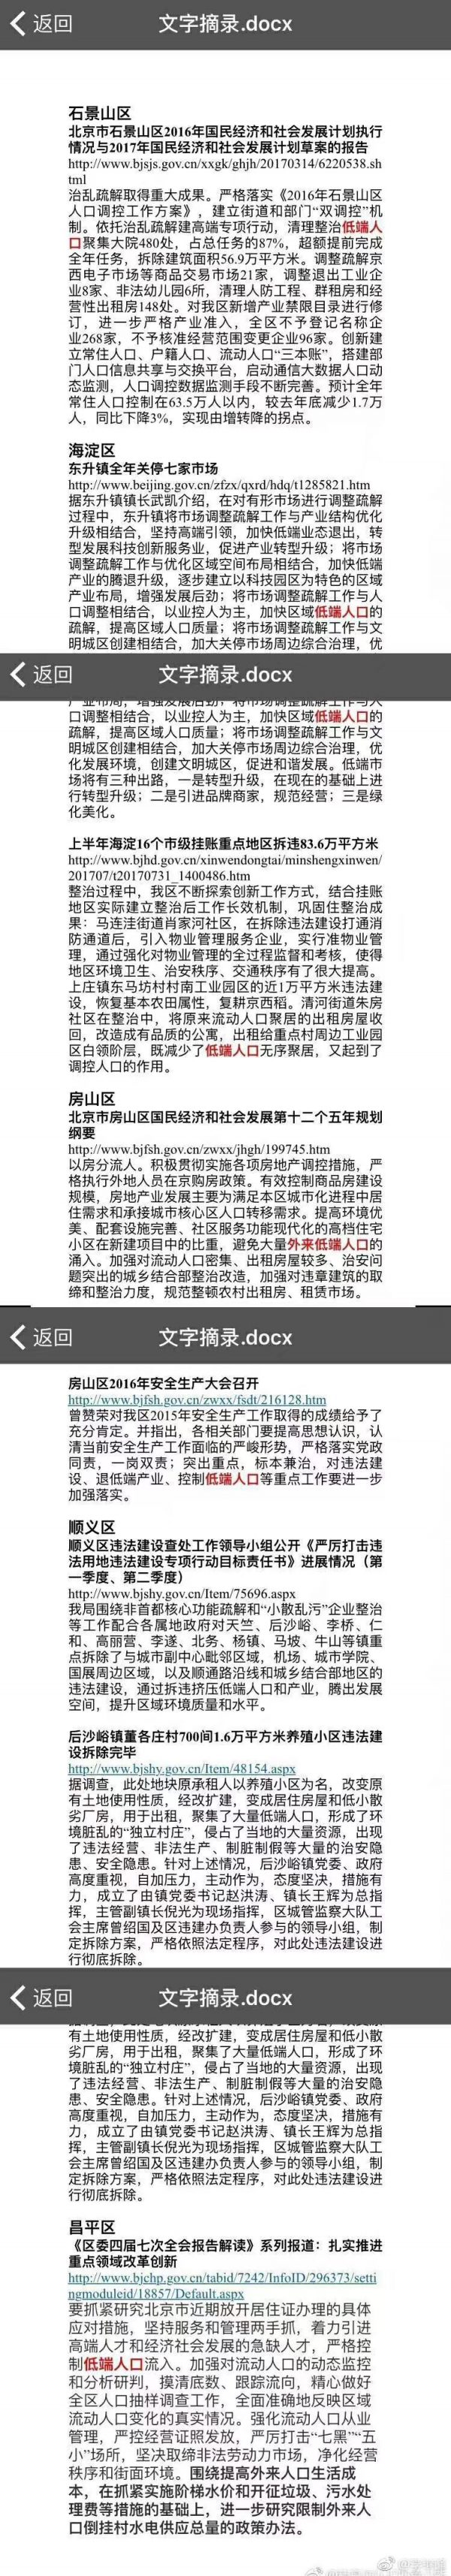 返回 文字摘录.docx
石景山区
北京市石景山区2016年国民经济和社会发展计划执行
情况与2017年国民经济和社会发展计划草案的报告
http://www.bjsjs.gov.cn/xxgk/ghjh/20170314/6220538.sh
tml
治乱疏解取得重大成果。严格落实《2016年石景山区
人口调控工作方案》，建立街道和部门“双调控”机
制。依托治乱疏解建高端专项行动，清理整治低端人
口聚集大院480处，占总任务的87%，超额提前完成
全年任务，拆除建筑面积56.9万平方米。调整疏解京
西电子市场等商品交易市场21家，调整退出工业企
业8家、非法幼儿园6所，清理人防工程、群租房和经
营性出租房148处。对我区新增产业禁限目录进行修
订，进一步严格产业准入，全区不予登记名称企
业268家，不予核准经营范围变更企业96家。创新建
立常住人口、户籍人口、流动人口“三本账”，搭建部
门人口信息共享与交换平台，启动通信大数据人口动
态监测，人口调控数据监测手段不断完善。预计全年
常住人口控制在63.5万人以内，较去年底减少1.7万
人，同比下降3%，实现由增转降的拐点。
海淀区
东升镇全年关停七家市场
http://www.beijing.gov.cn/zfzx/qxrd/hdq/t1285821.htm
据东升镇镇长武凯介绍，在对有形市场进行调整疏解
过程中，东升镇将市场调整疏解工作与产业结构优化
升级相结合，坚持高端引领，加快低端业态退出，转
型发展科技创新服务业，促进产业转型升级；将市场
调整疏解工作与优化区域空间布局相结合，加快低端
产业的腾退升级，逐步建立以科技园区为特色的区域
产业布局，增强发展后劲；将市场调整疏解工作与人
口调整相结合，以业控人为主，加快区域低端人口的
疏解，提高区域人口质量；将市场调整疏解工作与文
明城区创建相结合，加大关停市场周边综合治理，优
返回 文字摘录.docx
产业布局，增强发展后劲；将市场调整疏解工作与人
口调整相结合，以业控人为主，加快区域低端人口的
疏解，提高区域人口质量；将市场调整疏解工作与文
明城区创建相结合，加大关停市场周边综合治理，优
化发展环境，创建文明城区，促进和谐发展。低端市
场将有三种出路，一是转型升级，在现在的基础上进
行转型升级；二是引进品牌商家，规范经营；三是绿
化美化。
上半年海淀16个市级挂账重点地区拆违83.6万平方米
http://www.bjhd.gov.cn/xinwendongtai/minshengxinwen/
201707/t20170731_1400486.htm
整治过程中，我区不断探索创新工作方式，结合挂账
地区实际建立整治后工作长效机制，巩固住整治成
果：马连洼街道肖家河社区，在拆除违法建设打通消
防通道后，引入物业管理服务企业，实行准物业管
理，通过强化对物业管理的全过程监督和考核，使得
地区环境卫生、治安秩序、交通秩序有了很大提高。
上庄镇东马坊村村南工业园区的近1万平方米违法建
设，恢复基本农田属性，复耕京西稻。清河街道朱房
社区在整治中，将原来流动人口聚居的出租房屋收
回，改造成有品质的公寓，出租给重点村周边工业园
区白领阶层，既减少了低端人口无序聚居，又起到了
调控人口的作用。
房山区
北京市房山区国民经济和社会发展第十二个五年规划
纲要
http://www.bjfsh.gov.cn/zwxx/jhgh/199745.htm
以房分流人。积极贯彻实施各项房地产调控措施，严
格执行外地人员在京购房政策。有效控制商品房建设
规模，房地产业发展主要为满足本区城市化进程中居
住需求和承接城市核心区人口转移需求。提高环境优
美、配套设施完善、社区服务功能现代化的高档住宅
小区在新建项目中的比重，避免大量外来低端人口的
涌入。加强对流动人口密集、出租房屋较多、治安问
题突出的城乡结合部整治改造，加强对违章建筑的取
缔和整治力度，规范整顿农村出租房、租赁市场。
返回 文字摘录.docx
房山区2016年安全生产大会召开
http://www.bjfsh.gov.cn/zwxx/fsdt/216128.htm
曾赞荣对我区2015年安全生产工作取得的成绩给予了
充分肯定。并指出，各相关部门要提高思想认识，认
清当前安全生产工作面临的严峻形势，严格落实党政
同责，一岗双责；突出重点，标本兼治，对违法建
设、退低端产业、控制低端人口等重点工作要进一步
加强落实。
顺义区
顺义区违法建设查处工作领导小组公开《严厉打击违
法用地违法建设专项行动目标责任书》进展情况（第
一季度、第二季度）
http://www.bjshy.gov.cn/Item/75696.aspx
我局围绕非首都核心功能疏解和“小散乱污”企业整治
等工作配合各属地政府对天竺、后沙峪、李桥、仁
和、高丽营、李遂、北务、杨镇、马坡、牛山等镇重
点拆除了与城市副中心毗邻区域，机场、城市学院、
国展周边区域，以及顺通路沿线和城乡结合部地区的
违法建设，通过拆违挤压低端人口和产业，腾出发展
空间，提升区域环境质量和水平。
后沙峪镇董各庄村700间1.6万平方米养殖小区违法建
设拆除完毕
http://www.bjshy.gov.cn/Item/48154.aspx
据调查，此处地块原承租人以养殖小区为名，改变原
有土地使用性质，经改扩建，变成居住房屋和低小散
劣厂房，用于出租，聚集了大量低端人口，形成了环
境脏乱的“独立村庄”，侵占了当地的大量资源，出现
了违法经营、非法生产、制脏制假等大量的治安隐
患、安全隐患。针对上述情况，后沙峪镇党委、政府
高度重视，自加压力，主动作为，态度坚决，措施有
力，成立了由镇党委书记赵洪涛、镇长王辉为总指
挥，主管副镇长倪光为现场指挥，区城管监察大队工
会主席曾绍国及区违建办负责人参与的领导小组，制
定拆除方案，严格依照法定程序，对此处违法建设进
行彻底拆除。
返回 文字摘录.docx
有土地使用性质，经改扩建，变成居住房屋和低小散
劣厂房，用于出租，聚集了大量低端人口，形成了环
境脏乱的“独立村庄”，侵占了当地的大量资源，出现
了违法经营、非法生产、制脏制假等大量的治安隐
患、安全隐患。针对上述情况，后沙峪镇党委、政府
高度重视，自加压力，主动作为，态度坚决，措施有
力，成立了由镇党委书记赵洪涛、镇长王辉为总指
挥，主管副镇长倪光为现场指挥，区城管监察大队工
会主席曾绍国及区违建办负责人参与的领导小组，制
定拆除方案，严格依照法定程序，对此处违法建设进
行彻底拆除。
昌平区
《区委四届七次全会报告解读》系列报道：扎实推进
重点领域改革创新
http://www.bjchp.gov.cn/tabid/7242/InfoID/296373/setti
ngmoduleid/18857/Default.aspx
要抓紧研究北京市近期放开居住证办理的具体
应对措施，坚持服务和管理两手抓，着力引进
高端人才和经济社会发展的急缺人才，严格控
制低端人口流入。加强对流动人口的动态监控
和分析研判，摸清底数、跟踪流向，精心做好
全区人口抽样调查工作，全面准确地反映区域
流动人口变化的真实情况。强化流动人口从业
管理，严控经营证照发放，严厉打击“七黑”“五
小”场所，坚决取缔非法劳动力市场，净化经营
秩序和街面环境。围绕提高外来人口生活成
本，在抓紧实施阶梯水价和开征垃圾、污水处
理费等措施的基础上，进一步研究限制外来人
口倒挂村水电供应总量的政策办法。